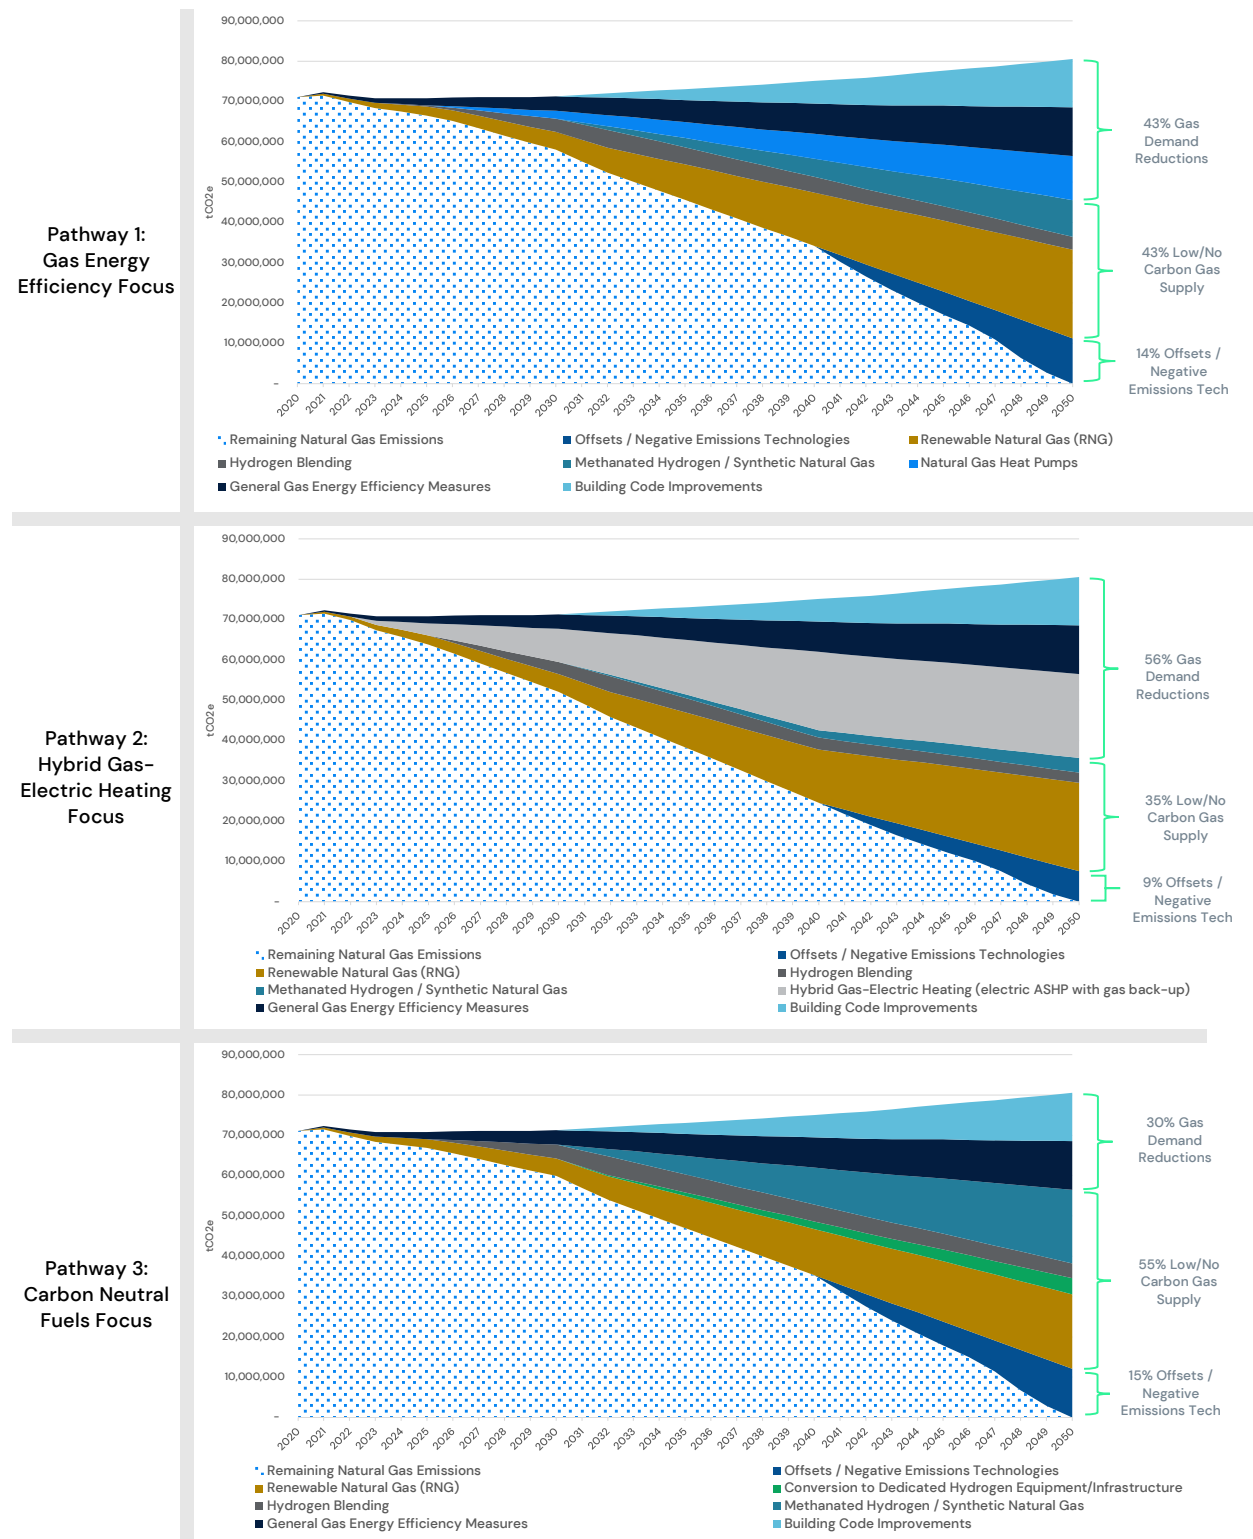 Pathway 1:
Gas Energy
Efficiency Focus
90,000,000
80,000,000
70,000,000
60,000,000
50,000,000
40,000,000
30,000,000
20,000,000
10,000,000
-
tCO2e
2020 2021 2022 2023 2024 2025 2026 2027 2028 2029 2030 2031 2032 2033 2034 2035 2036 2037 2038 2039 2040 2041 2042 2043 2044 2045 2046 2047 2048 2049 2050
43% Gas
Demand
Reductions
43% Low/No
Carbon Gas
Supply
14% Offsets /
Negative
Emissions Tech
Remaining Natural Gas Emissions Offsets / Negative Emissions Technologies Renewable Natural Gas (RNG)
Hydrogen Blending Methanated Hydrogen / Synthetic Natural Gas Natural Gas Heat Pumps
General Gas Energy Efficiency Measures Building Code Improvements
Pathway 2:
Hybrid Gas-
Electric Heating
Focus
90,000,000
80,000,000
70,000,000
60,000,000
50,000,000
40,000,000
30,000,000
20,000,000
10,000,000
-
tCO2e
2020 2021 2022 2023 2024 2025 2026 2027 2028 2029 2030 2031 2032 2033 2034 2035 2036 2037 2038 2039 2040 2041 2042 2043 2044 2045 2046 2047 2048 2049 2050
56% Gas
Demand
Reductions
35% Low/No
Carbon Gas
Supply
9% Offsets /
Negative
Emissions Tech
Remaining Natural Gas Emissions Offsets / Negative Emissions Technologies
Renewable Natural Gas (RNG) Hydrogen Blending
Methanated Hydrogen / Synthetic Natural Gas Hybrid Gas-Electric Heating (electric ASHP with gas back-up)
General Gas Energy Efficiency Measures Building Code Improvements
Pathway 3:
Carbon Neutral
Fuels Focus
90,000,000
80,000,000
70,000,000
60,000,000
50,000,000
40,000,000
30,000,000
20,000,000
10,000,000
-
tCO2e
2020 2021 2022 2023 2024 2025 2026 2027 2028 2029 2030 2031 2032 2033 2034 2035 2036 2037 2038 2039 2040 2041 2042 2043 2044 2045 2046 2047 2048 2049 2050
30% Gas
Demand
Reductions
55% Low/No
Carbon Gas
Supply
15% Offsets /
Negative
Emissions Tech
Remaining Natural Gas Emissions Offsets / Negative Emissions Technologies
Renewable Natural Gas (RNG) Conversion to Dedicated Hydrogen Equipment/Infrastructure
Hydrogen Blending Methanated Hydrogen / Synthetic Natural Gas
General Gas Energy Efficiency Measures Building Code Improvements